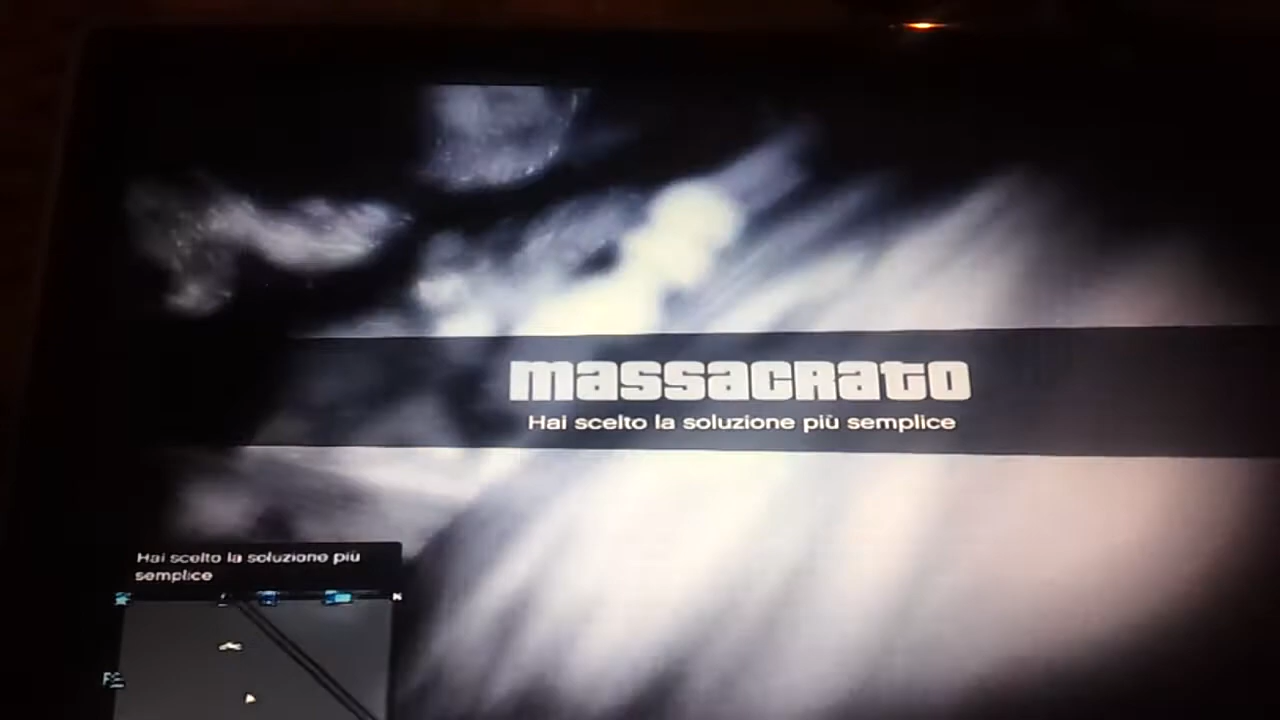 massacrato
Hai scelto la soluzione più semplice
Hai scelto la soluzione più
semplice
N